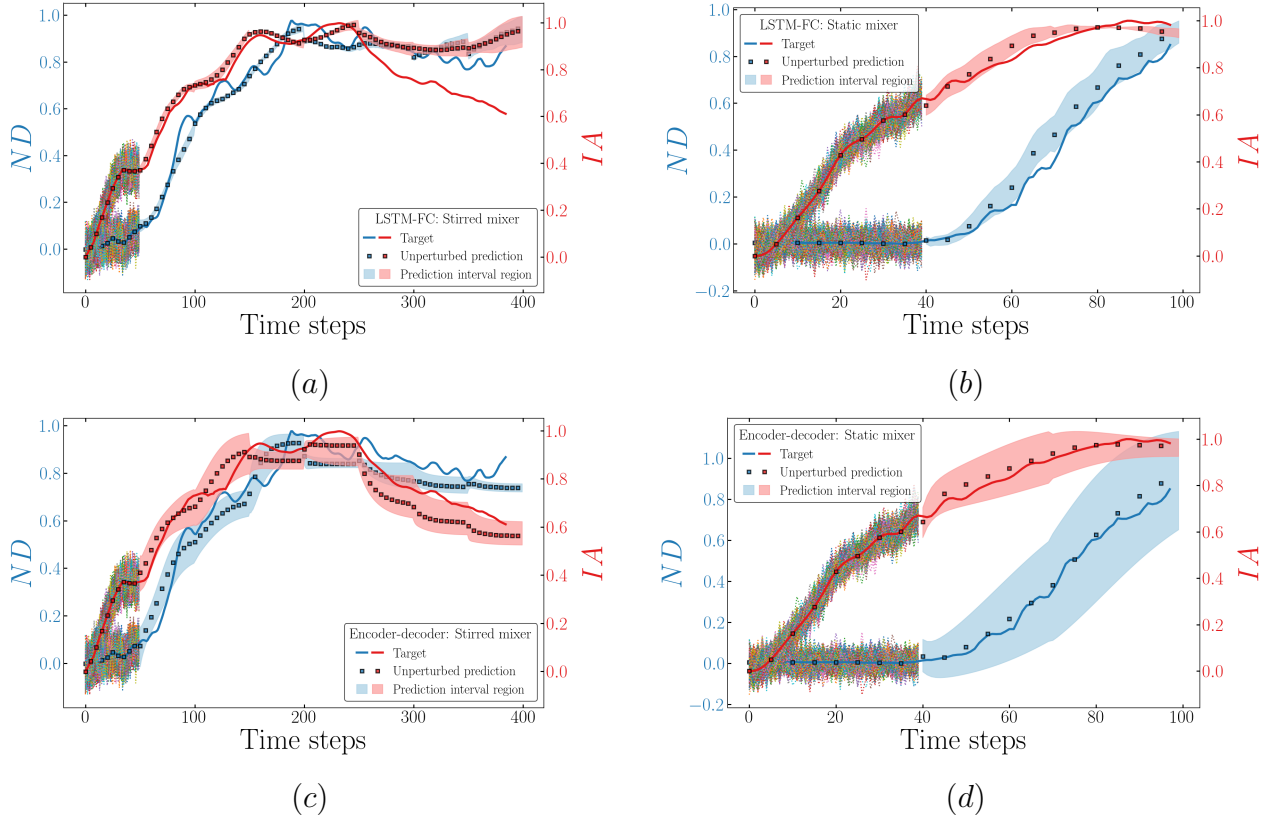 1.0
0.8
0.6
0.4
0.2
0.0
ND
1.0
0.8
0.6
0.4
0.2
0.0
IA
LSTM-FC: Stirred mixer
Target
Unperturbed prediction
Prediction interval region
0 100 200 300 400
Time steps
(a)
1.0
0.8
0.6
0.4
0.2
0.0
−0.2
ND
1.0
0.8
0.6
0.4
0.2
0.0
IA
LSTM-FC: Static mixer
Target
Unperturbed prediction
Prediction interval region
0 20 40 60 80 100
Time steps
(b)
1.0
0.8
0.6
0.4
0.2
0.0
ND
1.0
0.8
0.6
0.4
0.2
0.0
IA
Encoder-decoder: Stirred mixer
Target
Unperturbed prediction
Prediction interval region
0 100 200 300 400
Time steps
(c)
1.0
0.8
0.6
0.4
0.2
0.0
−0.2
ND
1.0
0.8
0.6
0.4
0.2
0.0
IA
Encoder-decoder: Static mixer
Target
Unperturbed prediction
Prediction interval region
0 20 40 60 80 100
Time steps
(d)